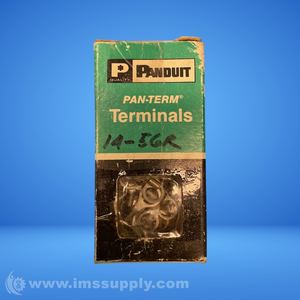 P PANDUIT
QUALITY
PAN-TERM®
Terminals
14-56R
www.imssupply.com